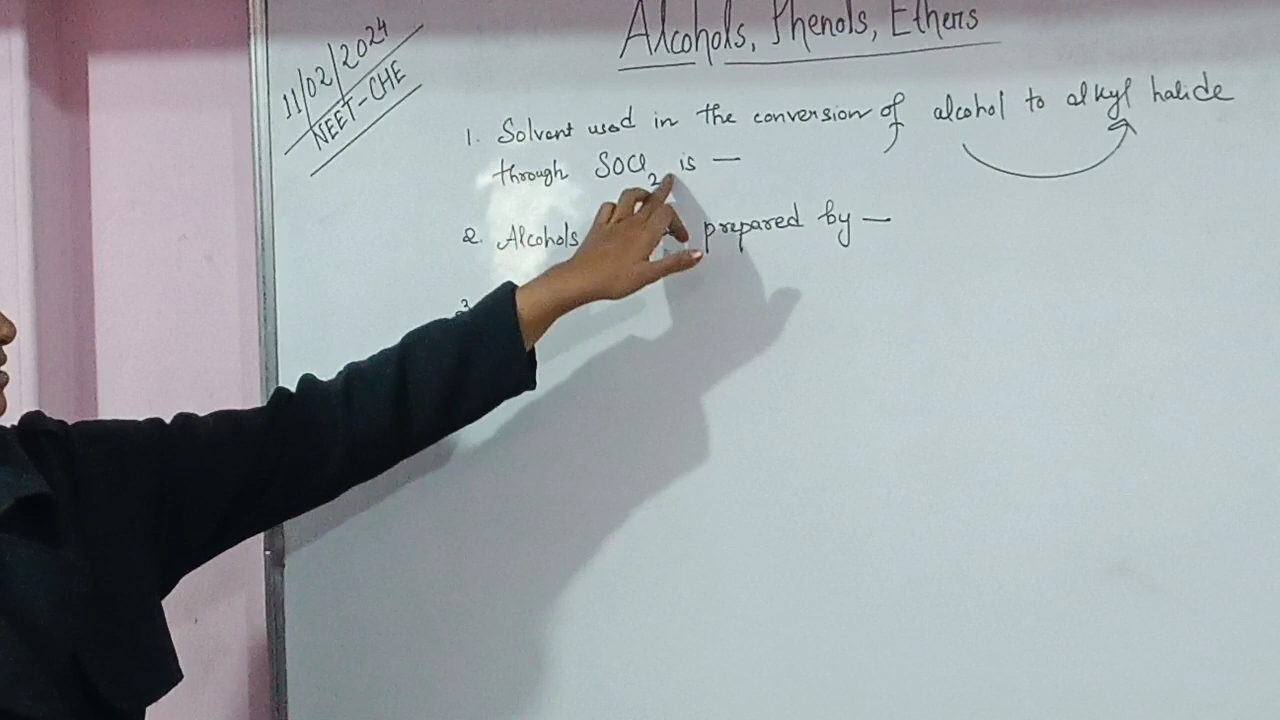 Alcohols, Phenols, Ethers
11/02/2024
NEET-CHE
1. Solvent used in the conversion of alcohol to alkyl halide
through SOCl2 is —
2. Alcohols prepared by —
3